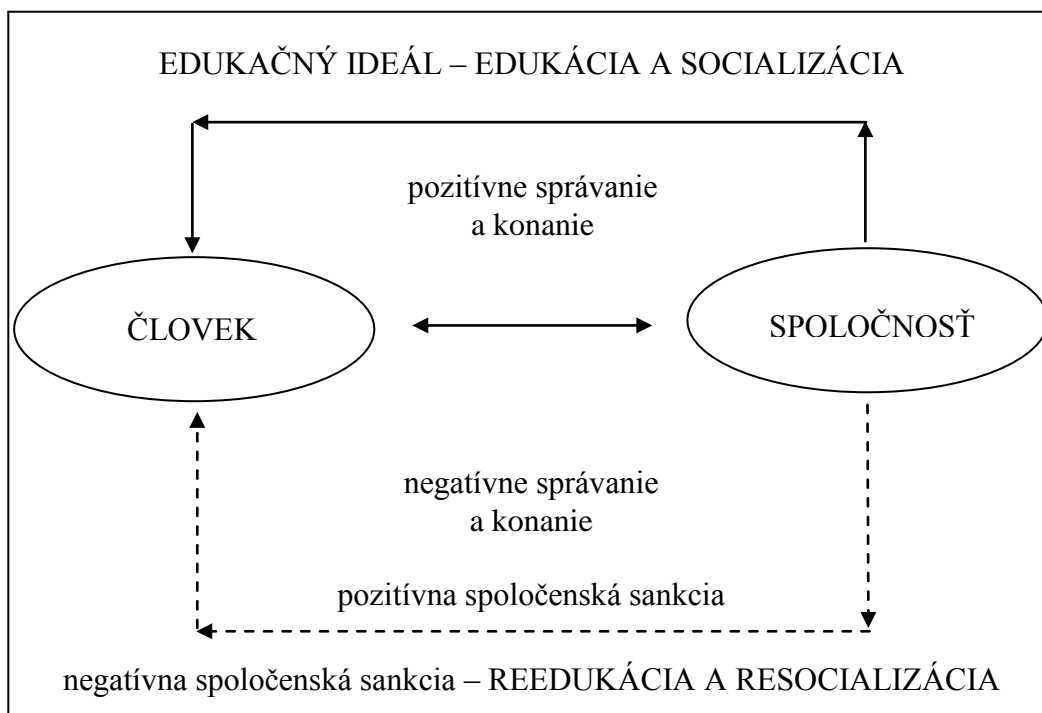 EDUKAČNÝ IDEÁL – EDUKÁCIA A SOCIALIZÁCIA
pozitívne správanie
a konanie
ČLOVEK
SPOLOČNOSŤ
negatívne správanie
a konanie
pozitívna spoločenská sankcia
negatívna spoločenská sankcia – REEDUKÁCIA A RESOCIALIZÁCIA